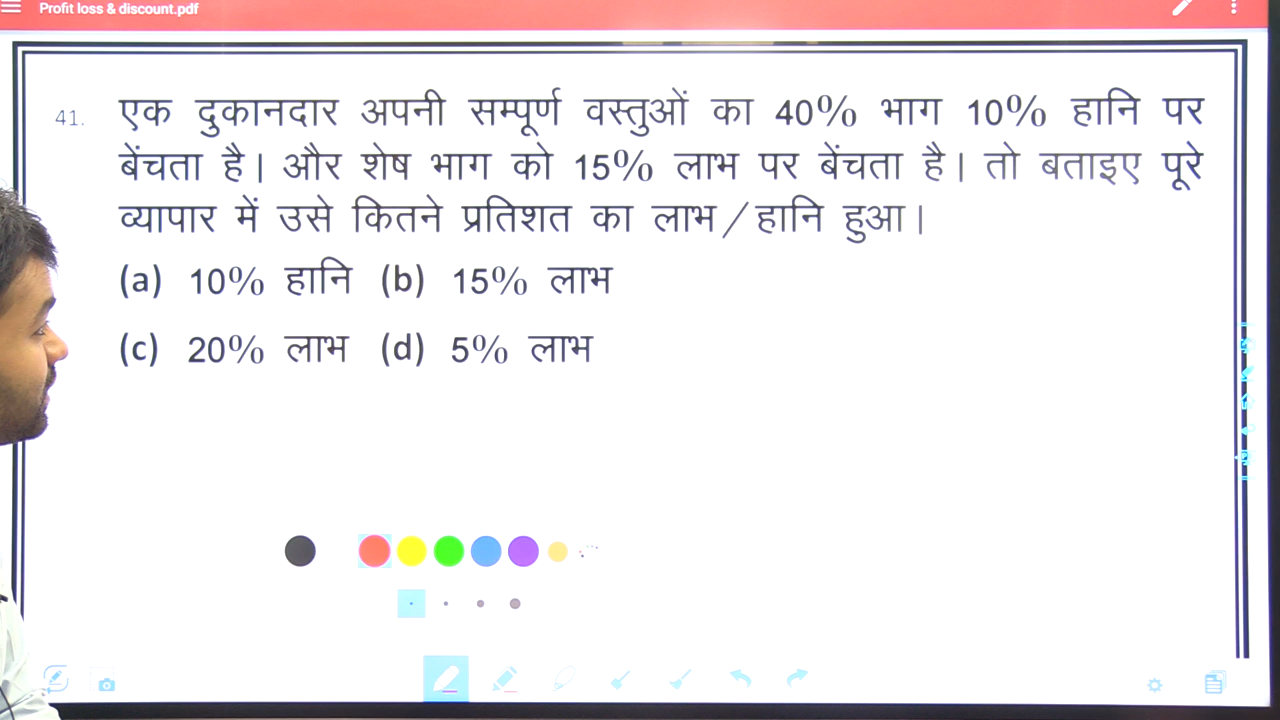 Profit loss & discount.pdf
41. एक दुकानदार अपनी सम्पूर्ण वस्तुओं का 40% भाग 10% हानि पर
बेंचता है। और शेष भाग को 15% लाभ पर बेंचता है। तो बताइए पूरे
व्यापार में उसे कितने प्रतिशत का लाभ/हानि हुआ।
(a) 10% हानि (b) 15% लाभ
(c) 20% लाभ (d) 5% लाभ